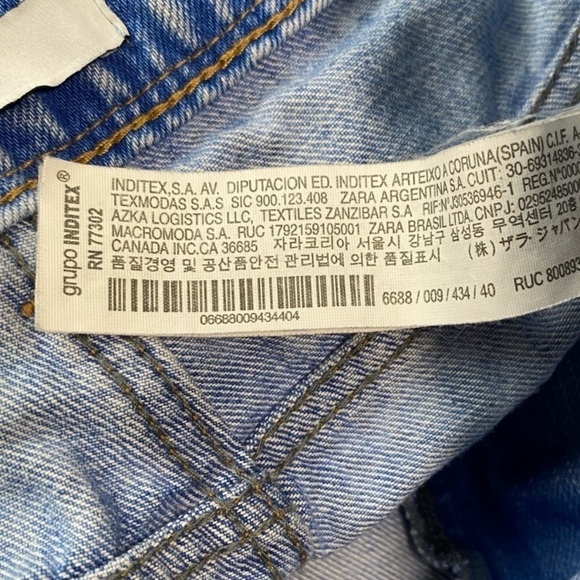 grupo INDITEX®
RN 77302
INDITEX,S.A. AV. DIPUTACION ED. INDITEX ARTEIXO A CORUNA(SPAIN) C.I.F.
TEXMODAS S.A.S SIC 900.123.408 ZARA ARGENTINA S.A. CUIT: 30-69314836-
AZKA LOGISTICS LLC, TEXTILES ZANZIBAR S.A. RIF:Nº J30536946-1 REG.Nº
MACROMODA S.A. RUC 1792159105001 ZARA BRASIL LTDA. CNPJ:
CANADA INC.CA 36685 자라코리아 서울시 강남구 삼성동 무역센터 20층
품질경영 및 공산품안전 관리법에 의한 품질표시 (株) ザラ・ジャパン
06688009434404
6688 / 009 / 434 / 40
RUC